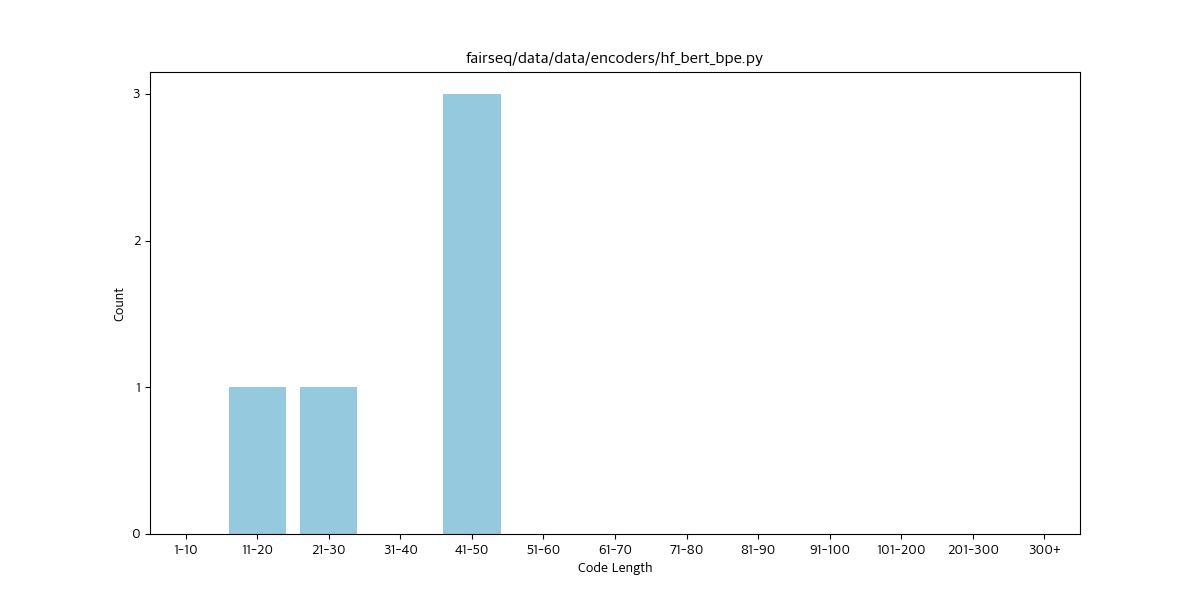 fairseq/data/data/encoders/hf_bert_bpe.py
3
2
1
0
Count
1-10 11-20 21-30 31-40 41-50 51-60 61-70 71-80 81-90 91-100 101-200 201-300 300+
Code Length